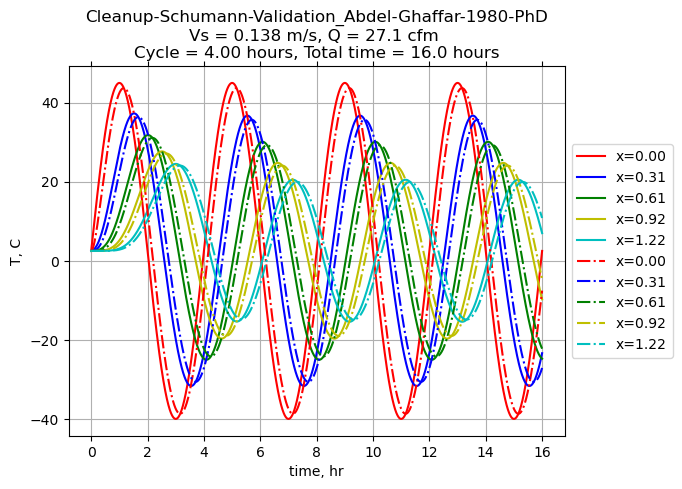 Cleanup-Schumann-Validation_Abdel-Ghaffar-1980-PhD
Vs = 0.138 m/s, Q = 27.1 cfm
Cycle = 4.00 hours, Total time = 16.0 hours
40
20
0
−20
−40
T, C
0 2 4 6 8 10 12 14 16
time, hr
x=0.00
x=0.31
x=0.61
x=0.92
x=1.22
x=0.00
x=0.31
x=0.61
x=0.92
x=1.22